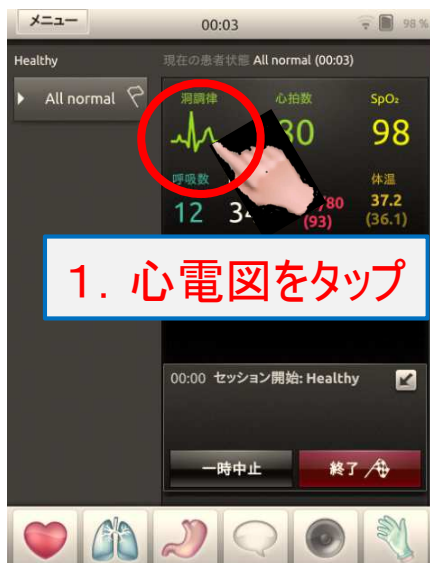 メニュー
00:03
98 %
Healthy
現在の患者状態 All normal (00:03)
All normal
洞調律
心拍数
SpO₂
98
呼吸数
体温
12
80
37.2
(93)
(36.1)
1. 心電図をタップ
00:00 セッション開始: Healthy
一時中止
終了